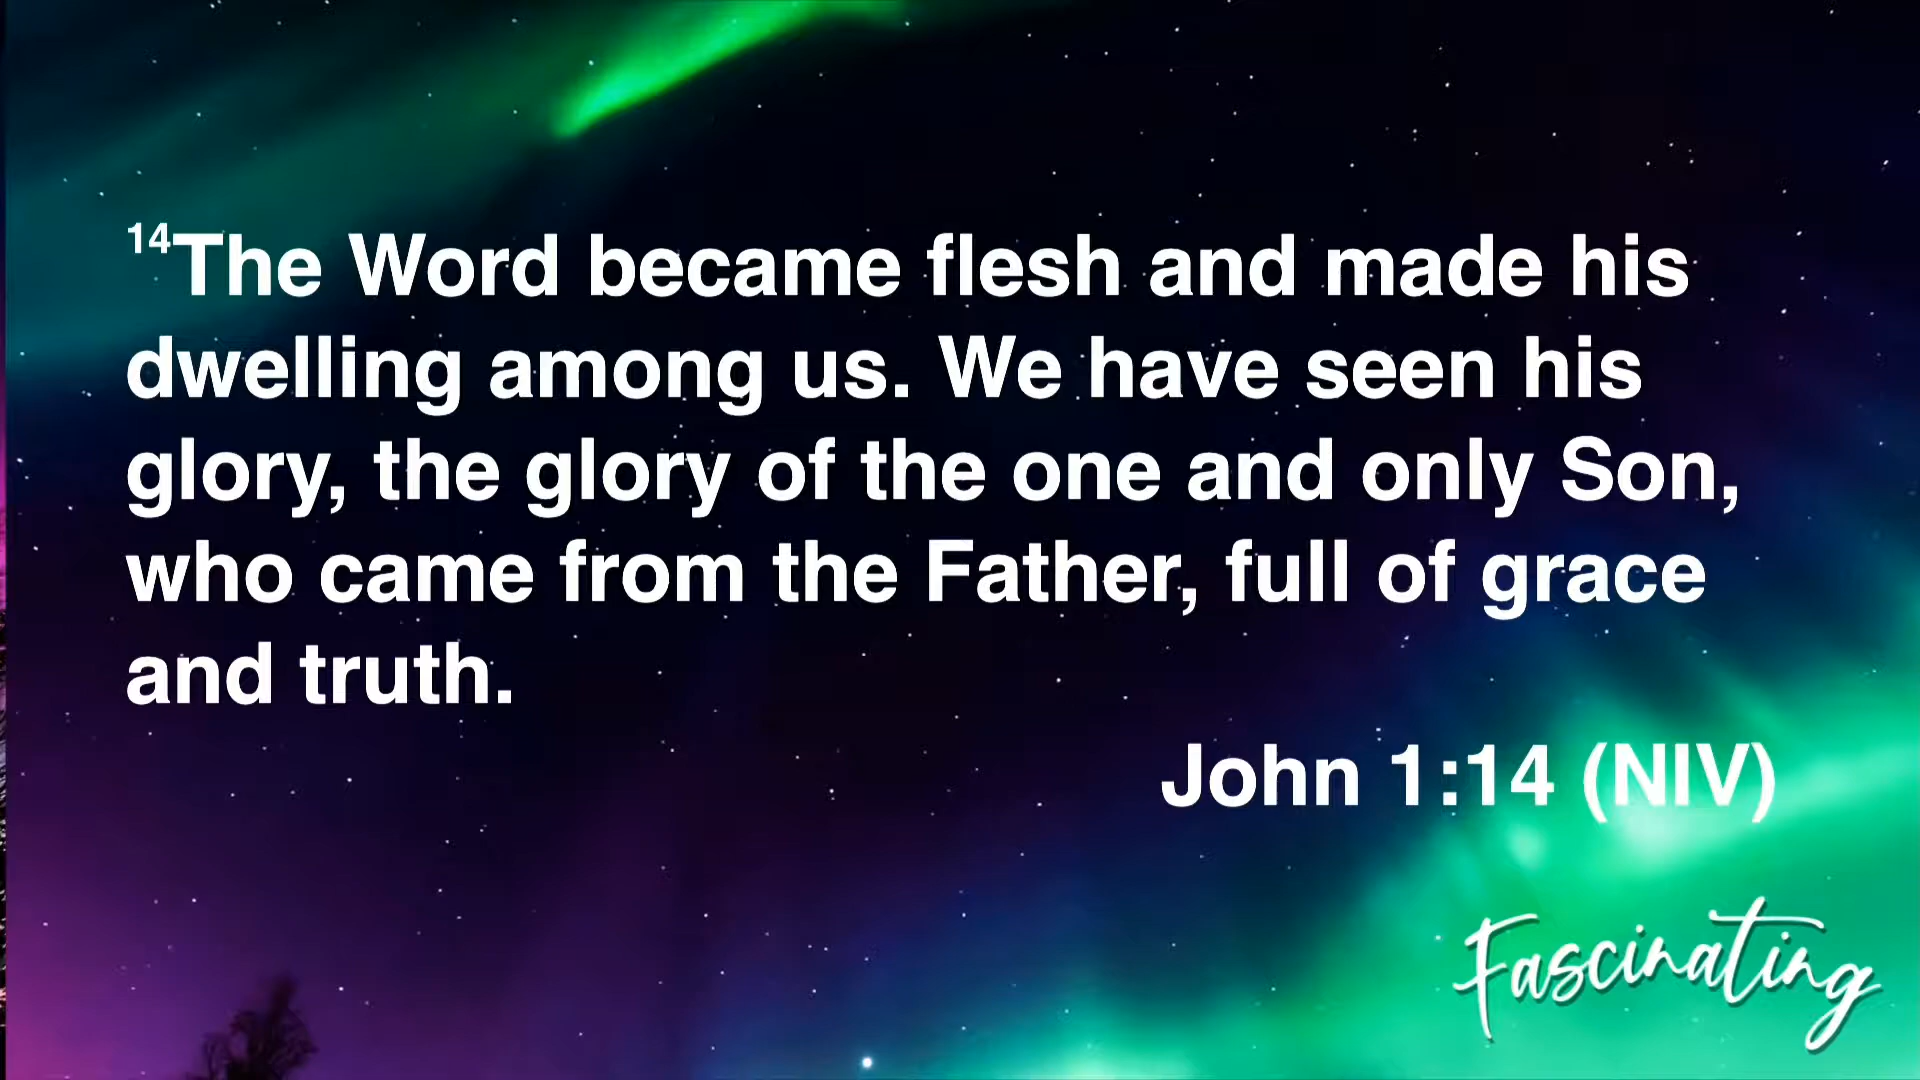 14The Word became flesh and made his
dwelling among us. We have seen his
glory, the glory of the one and only Son,
who came from the Father, full of grace
and truth.
John 1:14 (NIV)
Fascinating